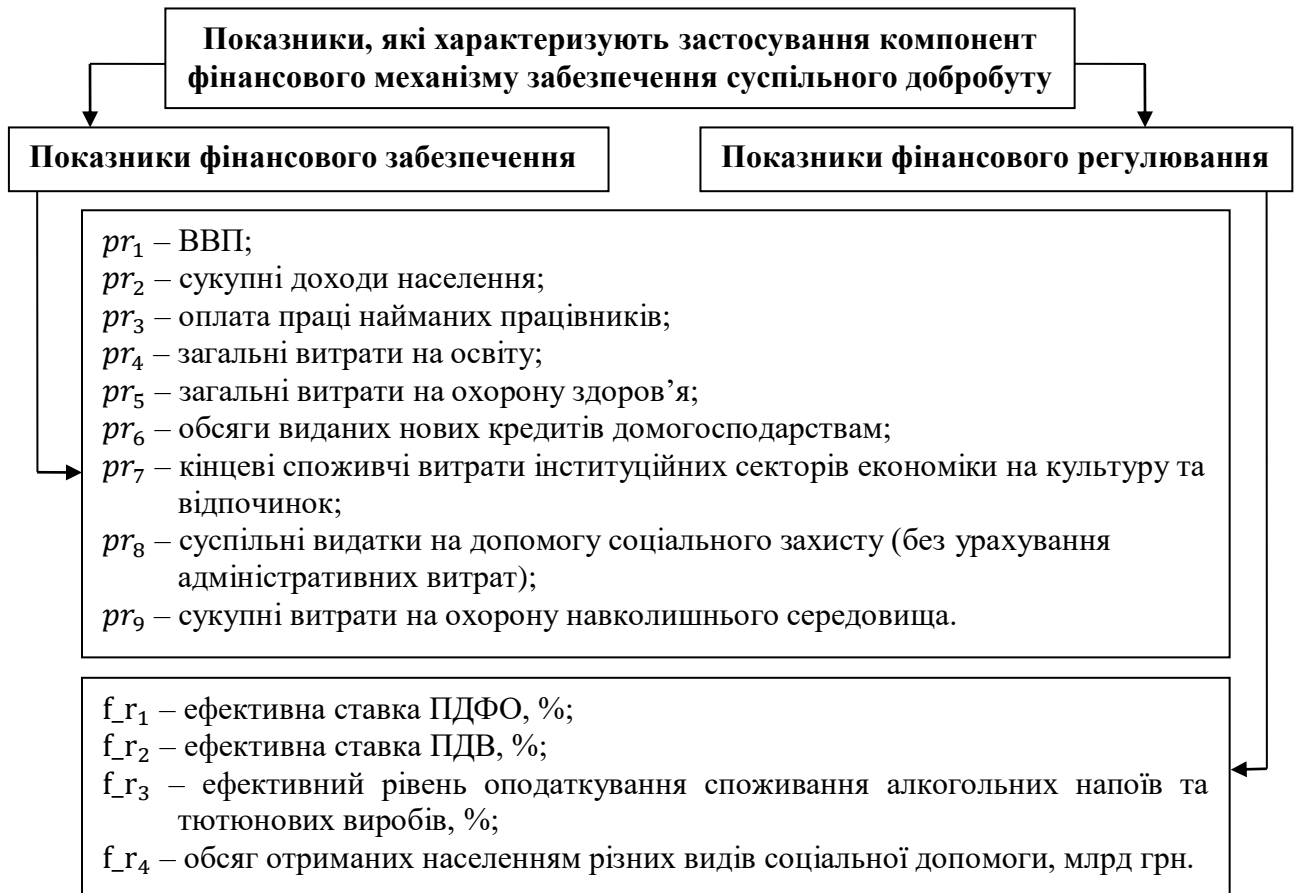 Показники, які характеризують застосування компонент
фінансового механізму забезпечення суспільного добробуту
Показники фінансового забезпечення
Показники фінансового регулювання
pr₁ – ВВП;
pr₂ – сукупні доходи населення;
pr₃ – оплата праці найманих працівників;
pr₄ – загальні витрати на освіту;
pr₅ – загальні витрати на охорону здоров’я;
pr₆ – обсяги виданих нових кредитів домогосподарствам;
pr₇ – кінцеві споживчі витрати інституційних секторів економіки на культуру та
відпочинок;
pr₈ – суспільні видатки на допомогу соціального захисту (без урахування
адміністративних витрат);
pr₉ – сукупні витрати на охорону навколишнього середовища.
f_r₁ – ефективна ставка ПДФО, %;
f_r₂ – ефективна ставка ПДВ, %;
f_r₃ – ефективний рівень оподаткування споживання алкогольних напоїв та
тютюнових виробів, %;
f_r₄ – обсяг отриманих населенням різних видів соціальної допомоги, млрд грн.